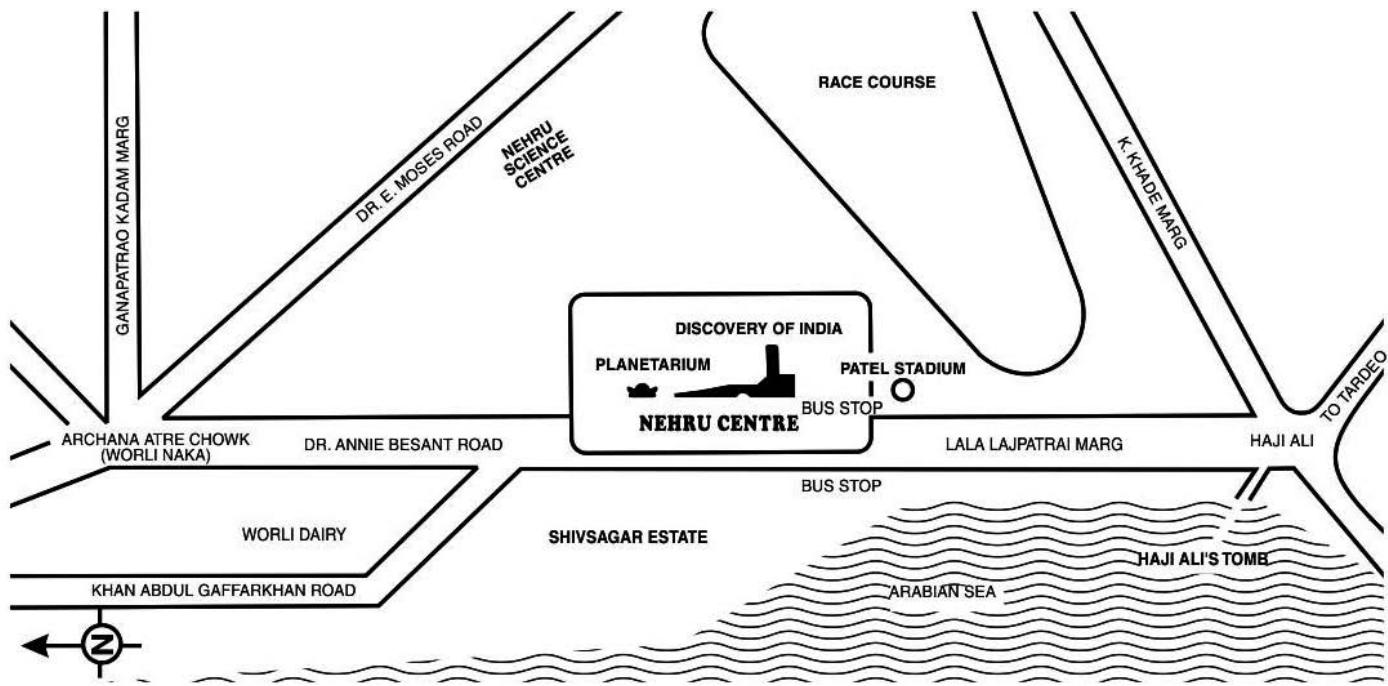 RACE COURSE
GANAPATRAO KADAM MARG
DR. E. MOSES ROAD
NEHRU
SCIENCE
CENTRE
K. KHADE MARG
DISCOVERY OF INDIA
PLANETARIUM
PATEL STADIUM
BUS STOP
NEHRU CENTRE
TO TARDEO
ARCHANA ATRE CHOWK
(WORLI NAKA)
DR. ANNIE BESANT ROAD
LALA LAJPATRAI MARG
HAJI ALI
BUS STOP
WORLI DAIRY
SHIVSAGAR ESTATE
HAJI ALI'S TOMB
KHAN ABDUL GAFFARKHAN ROAD
ARABIAN SEA
N